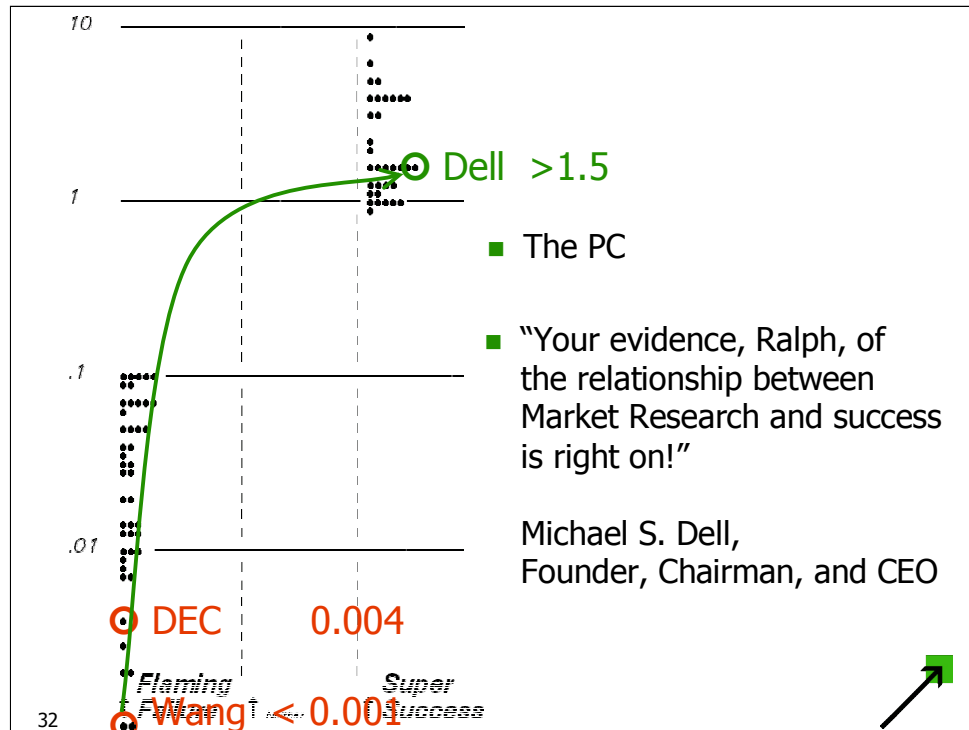 10
Dell >1.5
1
■ The PC
■ “Your evidence, Ralph, of
the relationship between
Market Research and success
is right on!”
.1
Michael S. Dell,
Founder, Chairman, and CEO
.01
DEC 0.004
Flaming Super
Wang < 0.001 Success
32